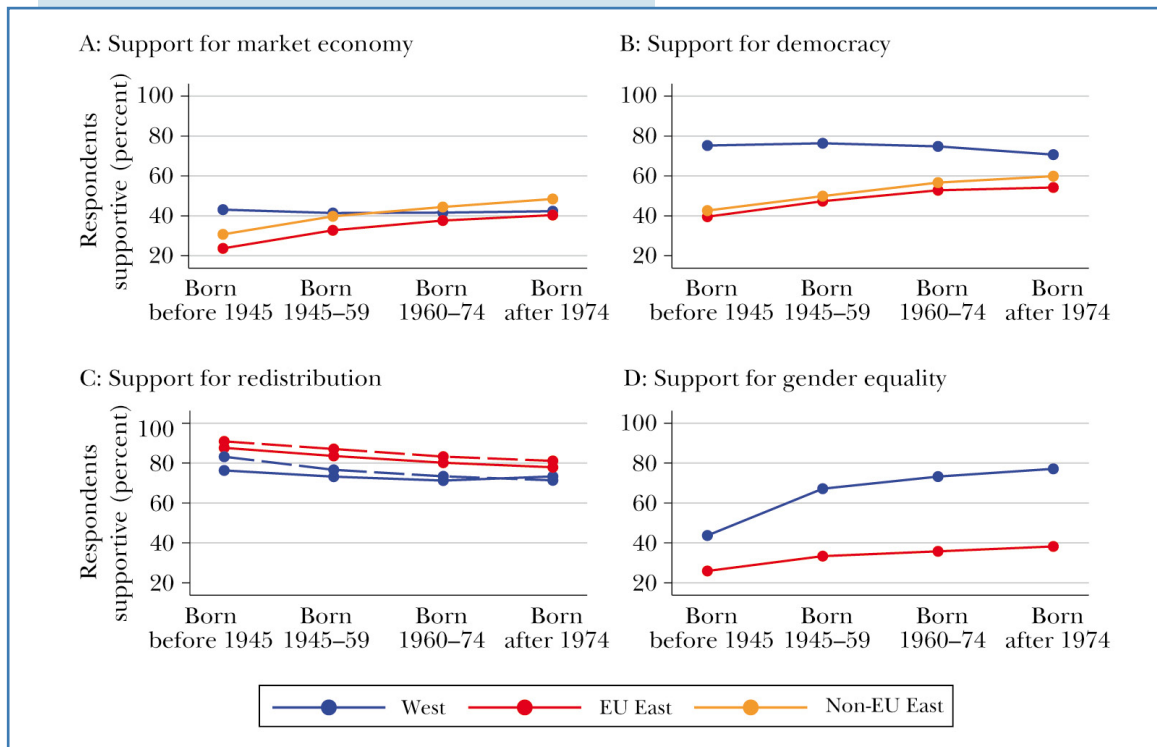 A: Support for market economy
Respondents
supportive (percent)
100
80
60
40
20
Born
before 1945
Born
1945–59
Born
1960–74
Born
after 1974
B: Support for democracy
100
80
60
40
20
Born
before 1945
Born
1945–59
Born
1960–74
Born
after 1974
C: Support for redistribution
Respondents
supportive (percent)
100
80
60
40
20
Born
before 1945
Born
1945–59
Born
1960–74
Born
after 1974
D: Support for gender equality
100
80
60
40
20
Born
before 1945
Born
1945–59
Born
1960–74
Born
after 1974
West
EU East
Non-EU East